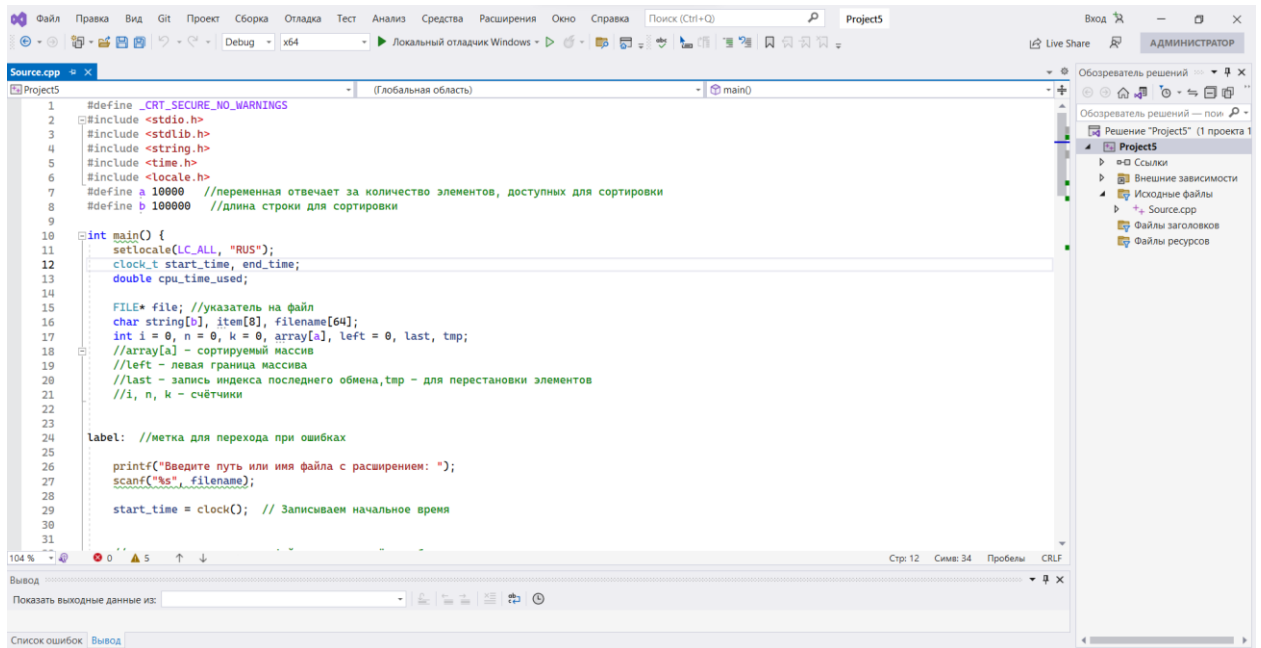 Файл Правка Вид Git Проект Сборка Отладка Тест Анализ Средства Расширения Окно Справка Поиск (Ctrl+Q) Project5 Вход
Debug x64 Локальный отладчик Windows Live Share АДМИНИСТРАТОР
Source.cpp Обозреватель решений
Project5 (Глобальная область) main()
Обозреватель решений — пои
Решение "Project5" (1 проекта 1
Project5
Ссылки
Внешние зависимости
Исходные файлы
Source.cpp
Файлы заголовков
Файлы ресурсов
1 #define _CRT_SECURE_NO_WARNINGS
2 #include <stdio.h>
3 #include <stdlib.h>
4 #include <string.h>
5 #include <time.h>
6 #include <locale.h>
7 #define a 10000 //переменная отвечает за количество элементов, доступных для сортировки
8 #define b 100000 //длина строки для сортировки
9
10 int main() {
11 setlocale(LC_ALL, "RUS");
12 clock_t start_time, end_time;
13 double cpu_time_used;
14
15 FILE* file; //указатель на файл
16 char string[b], item[8], filename[64];
17 int i = 0, n = 0, k = 0, array[a], left = 0, last, tmp;
18 //array[a] - сортируемый массив
19 //left - левая граница массива
20 //last - запись индекса последнего обмена,tmp - для перестановки элементов
21 //i, n, k - счётчики
22
23
24 label: //метка для перехода при ошибках
25
26 printf("Введите путь или имя файла с расширением: ");
27 scanf("%s", filename);
28
29 start_time = clock(); // Записываем начальное время
30
31
104 % 0 5 Стр: 12 Симв: 34 Пробелы CRLF
Вывод
Показать выходные данные из:
Список ошибок Вывод